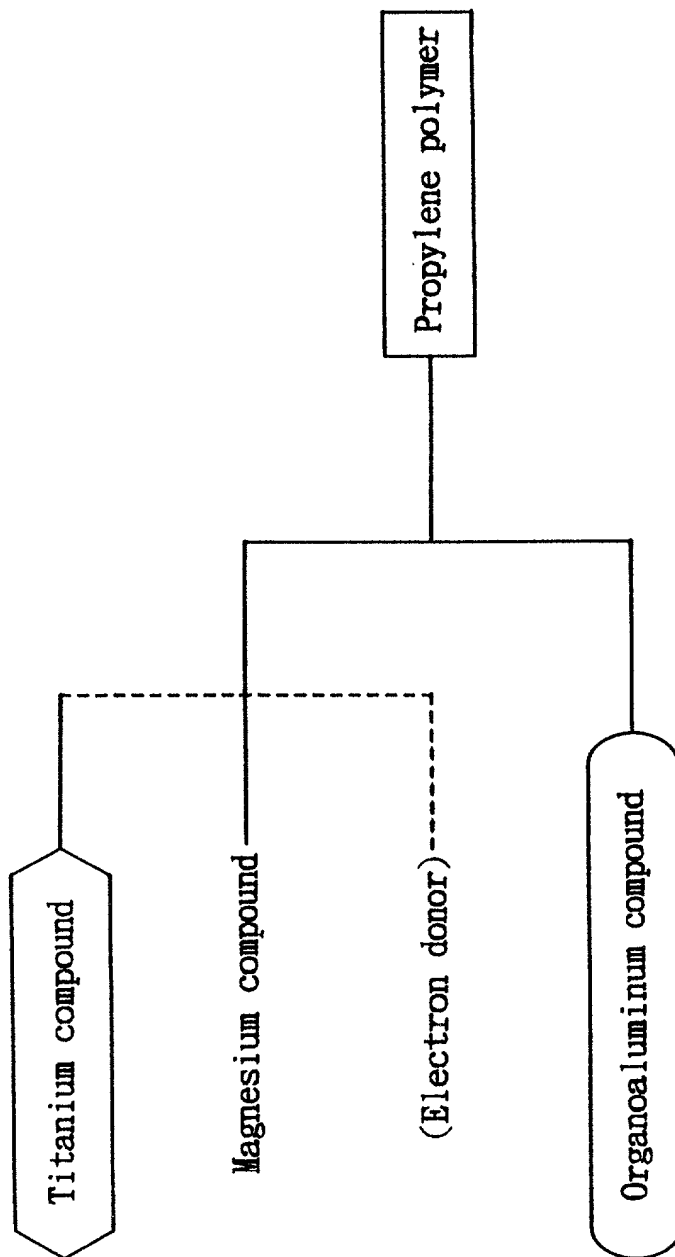 Titanium compound
Magnesium compound
(Electron donor)
Organoaluminum compound
Propylene polymer